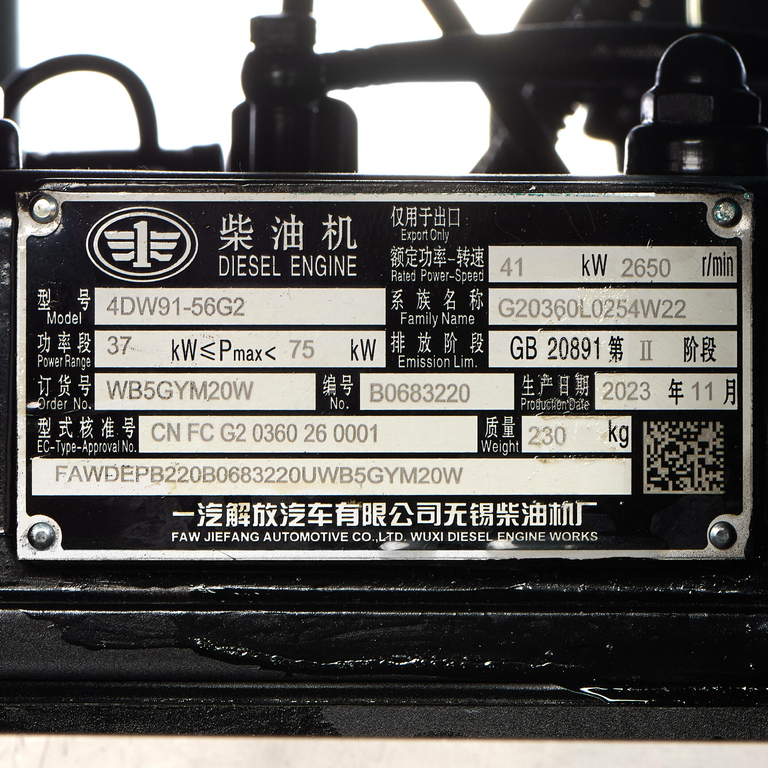 柴油机
DIESEL ENGINE
仅用于出口
Export Only
额定功率-转速 41 kW 2650 r/min
Rated Power-Speed
型号 4DW91-56G2
Model
系族名称 G20360L0254W22
Family Name
功率段 37 kW≤Pmax< 75 kW
Power Range
排放阶段 GB 20891 第 II 阶段
Emission Lim.
订货号 WB5GYM20W
Order No.
编号 B0683220
No.
生产日期 2023 年 11 月
Production Date
型式核准号 CN FC G2 0360 26 0001
EC-Type-Approval No.
质量 230 kg
Weight
FAWDEPB220B0683220UWB5GYM20W
一汽解放汽车有限公司无锡柴油机厂
FAW JIEFANG AUTOMOTIVE CO.,LTD. WUXI DIESEL ENGINE WORKS